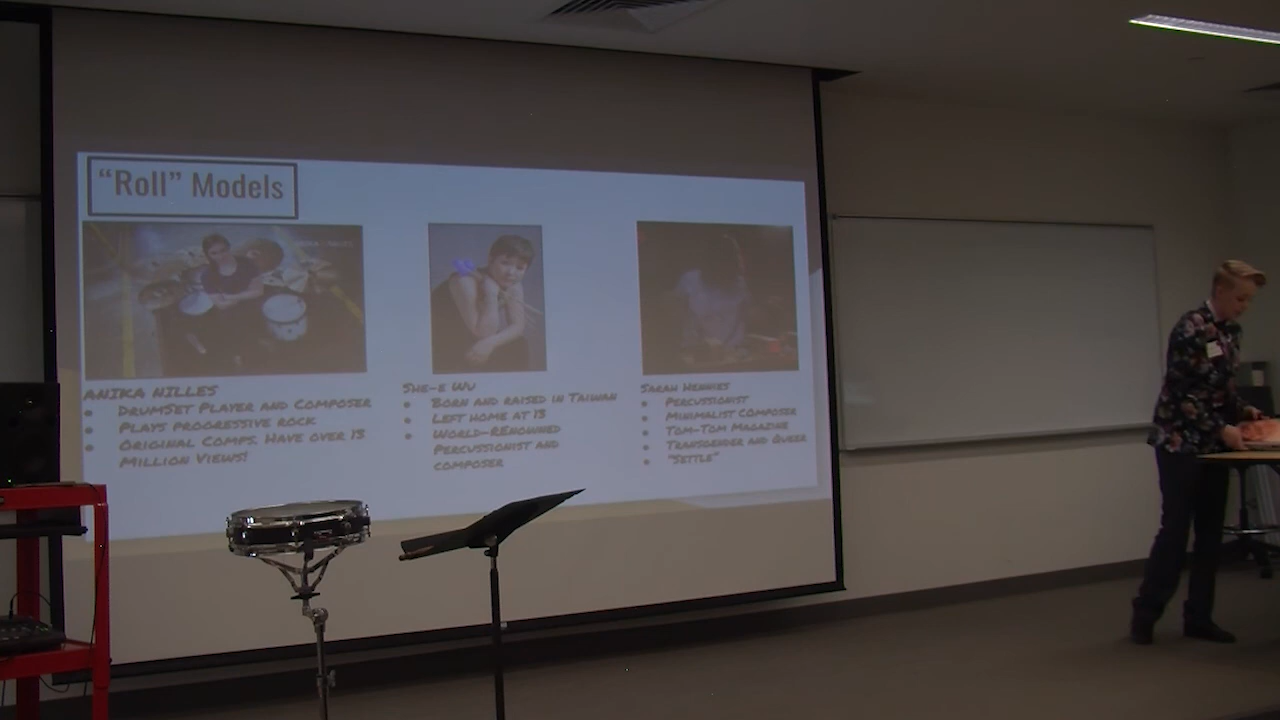 “Roll” Models
ANIKA NILLES
DRUMSET PLAYER AND COMPOSER
PLAYS PROGRESSIVE ROCK
ORIGINAL COMPS. HAVE OVER 13
MILLION VIEWS!
SHE-E WU
BORN AND RAISED IN TAIWAN
LEFT HOME AT 13
WORLD-RENOWNED
PERCUSSIONIST AND
COMPOSER
SARAH HENNIES
PERCUSSIONIST
MINIMALIST COMPOSER
TOM-TOM MAGAZINE
TRANSGENDER AND QUEER
“SETTLE”